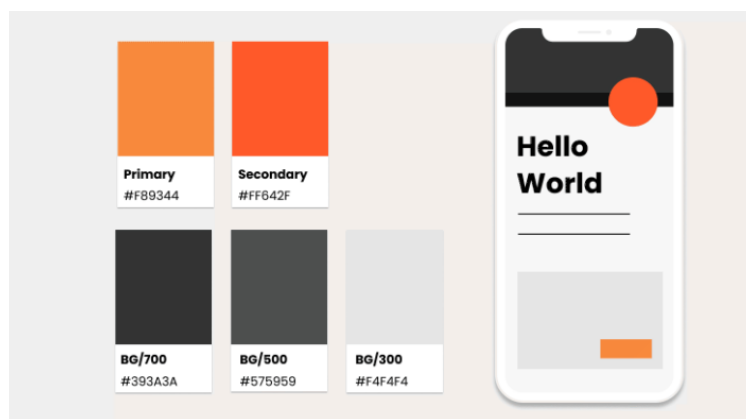 Primary
#F89344
Secondary
#FF642F
BG/700
#393A3A
BG/500
#575959
BG/300
#F4F4F4
Hello
World